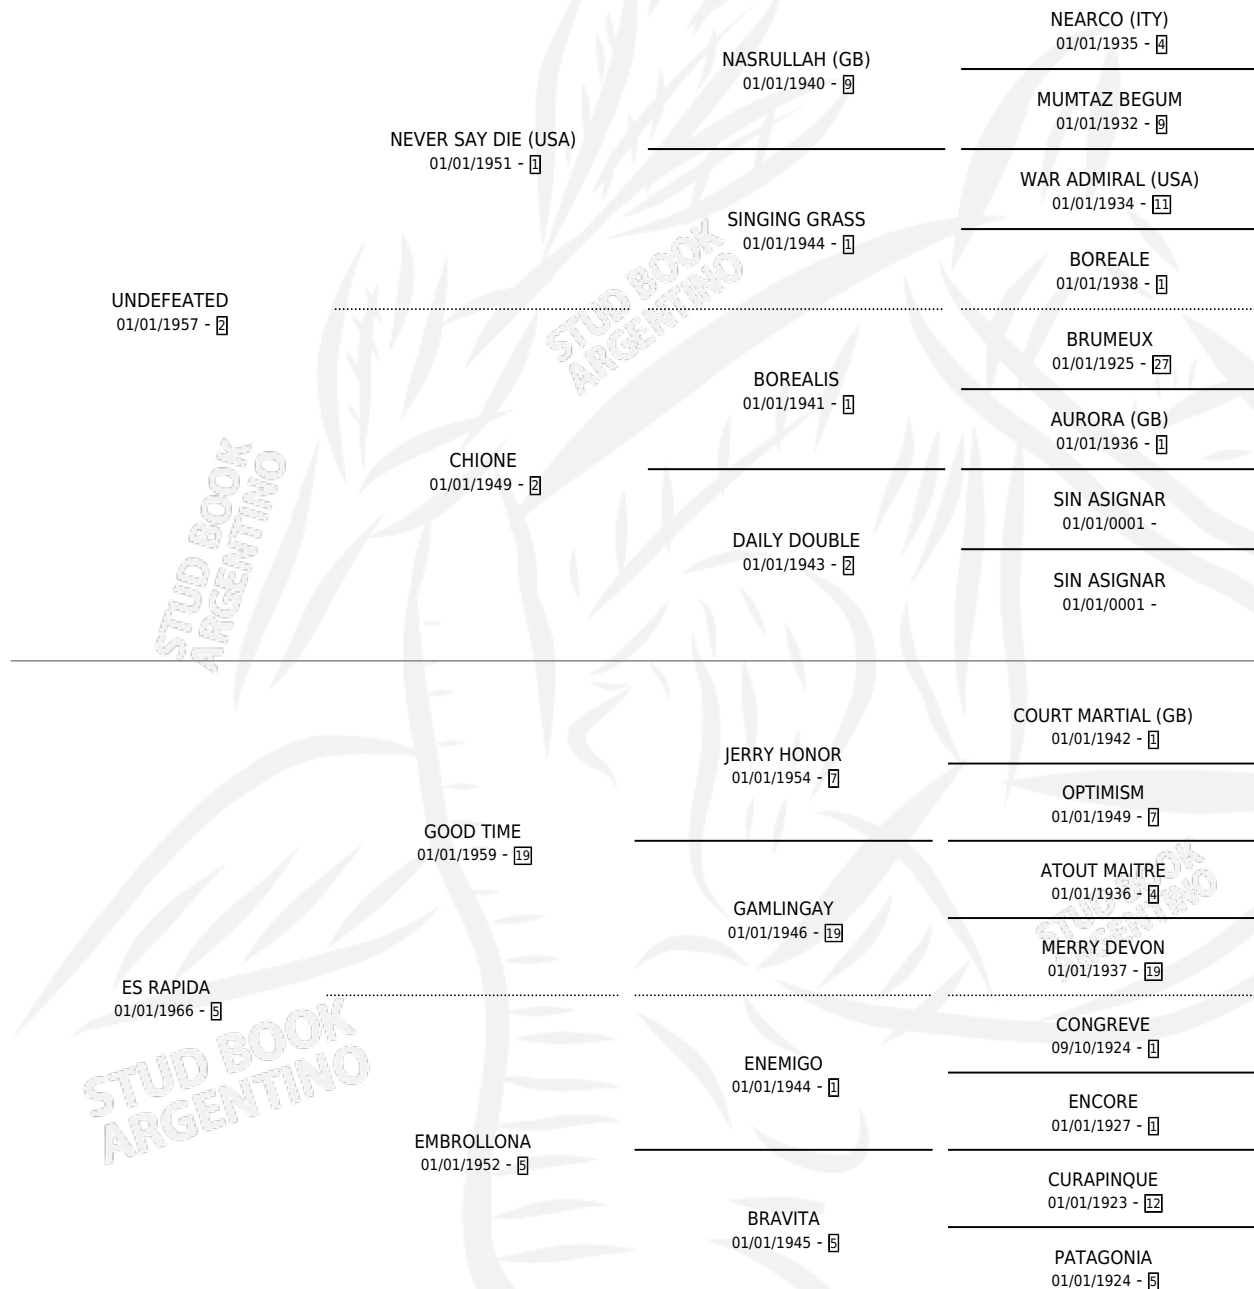 NEARCO (ITY)
01/01/1935 - 4
NASRULLAH (GB)
01/01/1940 - 9
MUMTAZ BEGUM
01/01/1932 - 9
NEVER SAY DIE (USA)
01/01/1951 - 1
WAR ADMIRAL (USA)
01/01/1934 - 11
SINGING GRASS
01/01/1944 - 1
BOREALE
01/01/1938 - 1
UNDEFEATED
01/01/1957 - 2
BRUMEUX
01/01/1925 - 27
BOREALIS
01/01/1941 - 1
AURORA (GB)
01/01/1936 - 1
CHIONE
01/01/1949 - 2
SIN ASIGNAR
01/01/0001 -
DAILY DOUBLE
01/01/1943 - 2
SIN ASIGNAR
01/01/0001 -
COURT MARTIAL (GB)
01/01/1942 - 1
JERRY HONOR
01/01/1954 - 7
OPTIMISM
01/01/1949 - 7
GOOD TIME
01/01/1959 - 19
ATOUT MAITRE
01/01/1936 - 4
GAMLINGAY
01/01/1946 - 19
MERRY DEVON
01/01/1937 - 19
ES RAPIDA
01/01/1966 - 5
CONGREVE
09/10/1924 - 1
ENEMIGO
01/01/1944 - 1
ENCORE
01/01/1927 - 1
EMBROLLONA
01/01/1952 - 5
CURAPINQUE
01/01/1923 - 12
BRAVITA
01/01/1945 - 5
PATAGONIA
01/01/1924 - 5
STUD BOOK
ARGENTINO
STUD BOOK
ARGENTINO
STUD BOOK
ARGENTINO
STUD BOOK
ARGENTINO